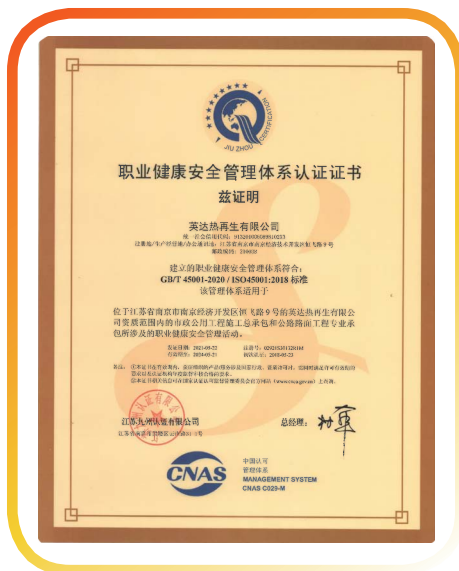 JIU ZHOU CERTIFICATION
职业健康安全管理体系认证证书
兹证明
英达热再生有限公司
建立的职业健康安全管理体系符合:
GB/T 45001-2020 / ISO45001:2018 标准
该管理体系适用于
位于江苏省南京市南京经济开发区恒飞路9号的英达热再生有限公
司资质范围内的市政公用工程施工总承包和公路路面工程专业承
包所涉及的职业健康安全管理活动。
江苏九州认证有限公司
总经理:
CNAS
中国认可
管理体系
MANAGEMENT SYSTEM
CNAS C029-M